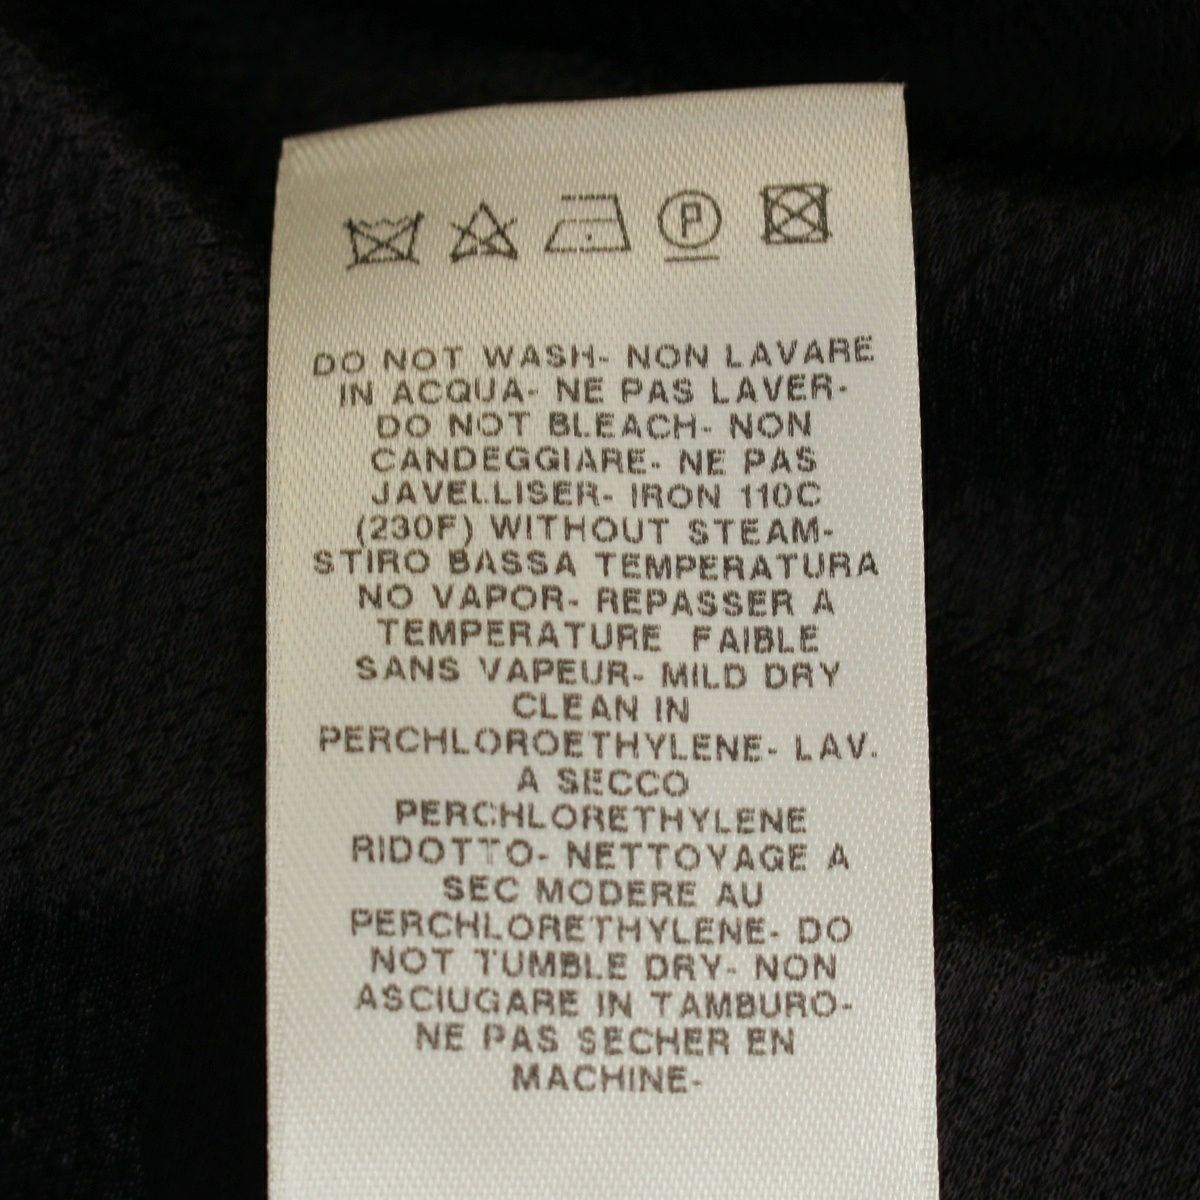 P
DO NOT WASH- NON LAVARE
IN ACQUA- NE PAS LAVER-
DO NOT BLEACH- NON
CANDEGGIARE- NE PAS
JAVELLISER- IRON 110C
(230F) WITHOUT STEAM-
STIRO BASSA TEMPERATURA
NO VAPOR- REPASSER A
TEMPERATURE FAIBLE
SANS VAPEUR- MILD DRY
CLEAN IN
PERCHLOROETHYLENE- LAV.
A SECCO
PERCHLORETHYLENE
RIDOTTO- NETTOYAGE A
SEC MODERE AU
PERCHLORETHYLENE- DO
NOT TUMBLE DRY- NON
ASCIUGARE IN TAMBURO-
NE PAS SECHER EN
MACHINE-